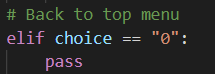 # Back to top menu
elif choice == "0":
    pass